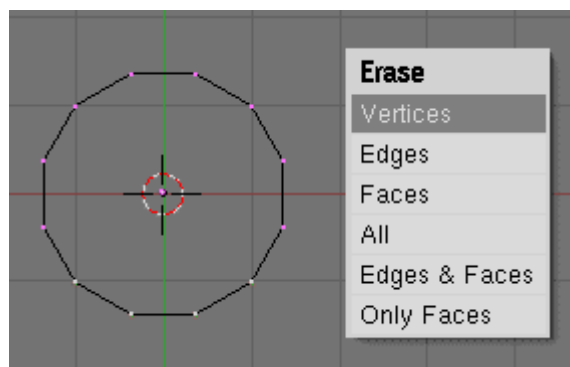 Erase
Vertices
Edges
Faces
All
Edges & Faces
Only Faces